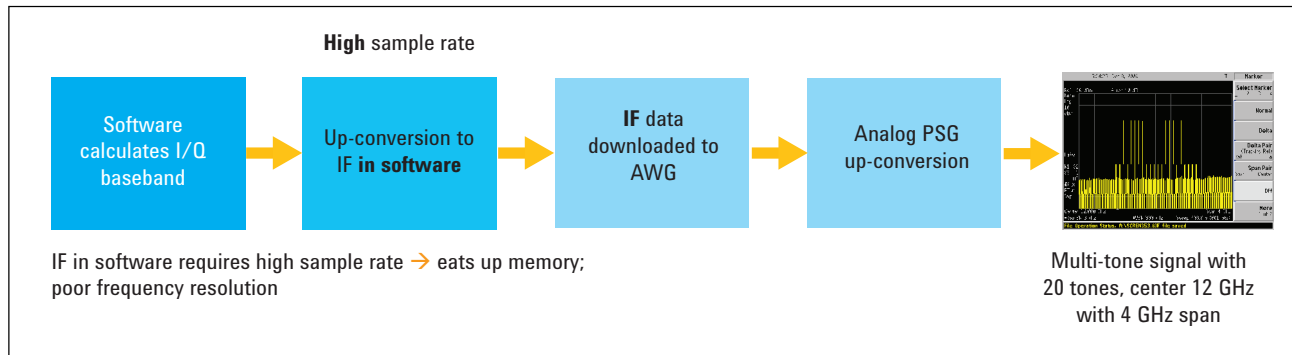 High sample rate
Software
calculates I/Q
baseband
Up-conversion to
IF in software
IF data
downloaded to
AWG
Analog PSG
up-conversion
Marker
Select Marker
Normal
Delta
Delta Pair
Span Pair
Off
More
IF in software requires high sample rate → eats up memory;
poor frequency resolution
Multi-tone signal with
20 tones, center 12 GHz
with 4 GHz span